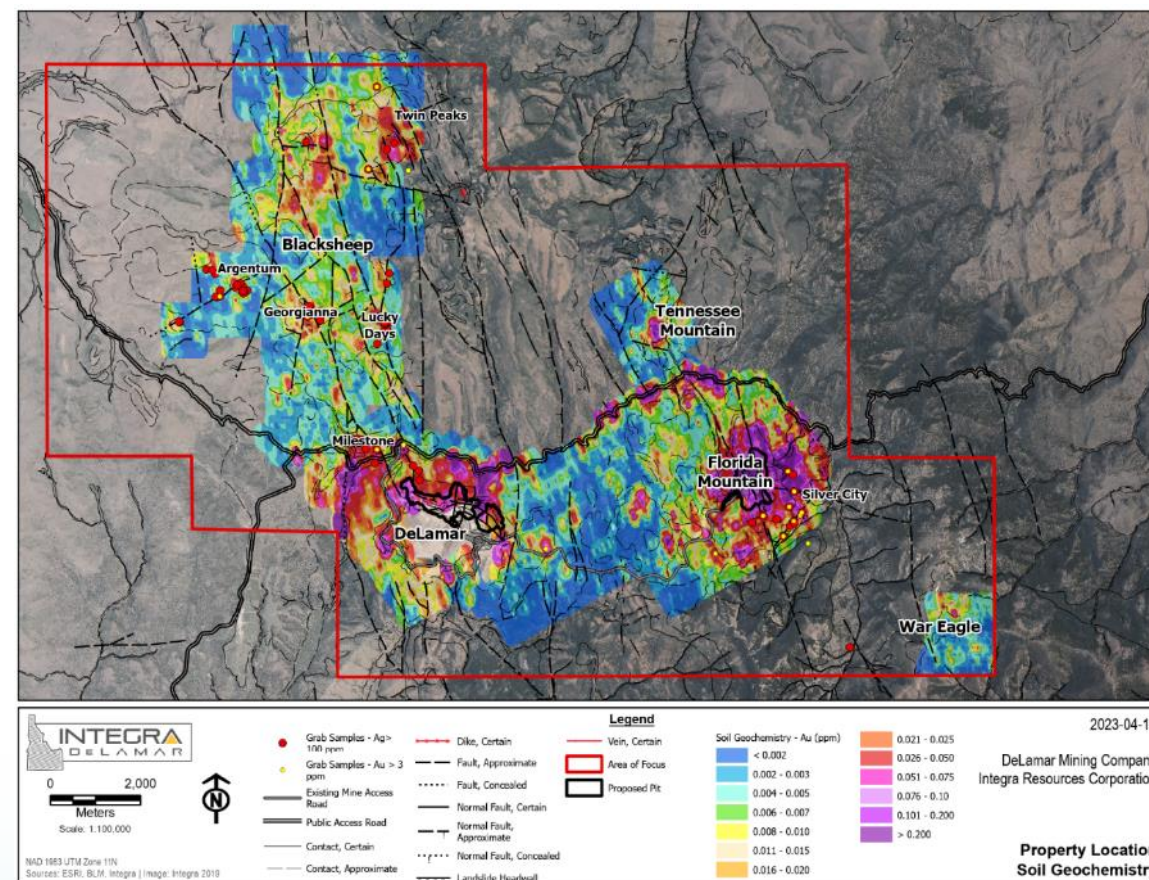 Twin Peaks
Blacksheep
Argentum
Georgianna
Lucky
Days
Tennessee
Mountain
Milestone
Florida
Mountain
Silver City
DeLamar
War Eagle
INTEGRA
DELAMAR
0 2,000
Meters
Scale: 1:100,000
N
NAD 1983 UTM Zone 11N
Sources: ESRI, BLM, Integra | Image: Integra 2019
Legend
Grab Samples - Ag>
100 ppm
Grab Samples - Au > 3
ppm
Existing Mine Access
Road
Public Access Road
Contact, Certain
Contact, Approximate
Dike, Certain
Fault, Approximate
Fault, Concealed
Normal Fault, Certain
Normal Fault,
Approximate
Normal Fault, Concealed
Landslide Headwall
Vein, Certain
Area of Focus
Proposed Pit
Soil Geochemistry - Au (ppm)
< 0.002
0.002 - 0.003
0.004 - 0.005
0.006 - 0.007
0.008 - 0.010
0.011 - 0.015
0.016 - 0.020
0.021 - 0.025
0.026 - 0.050
0.051 - 0.075
0.076 - 0.10
0.101 - 0.200
> 0.200
2023-04-1
DeLamar Mining Compan
Integra Resources Corporatio
Property Location
Soil Geochemistr